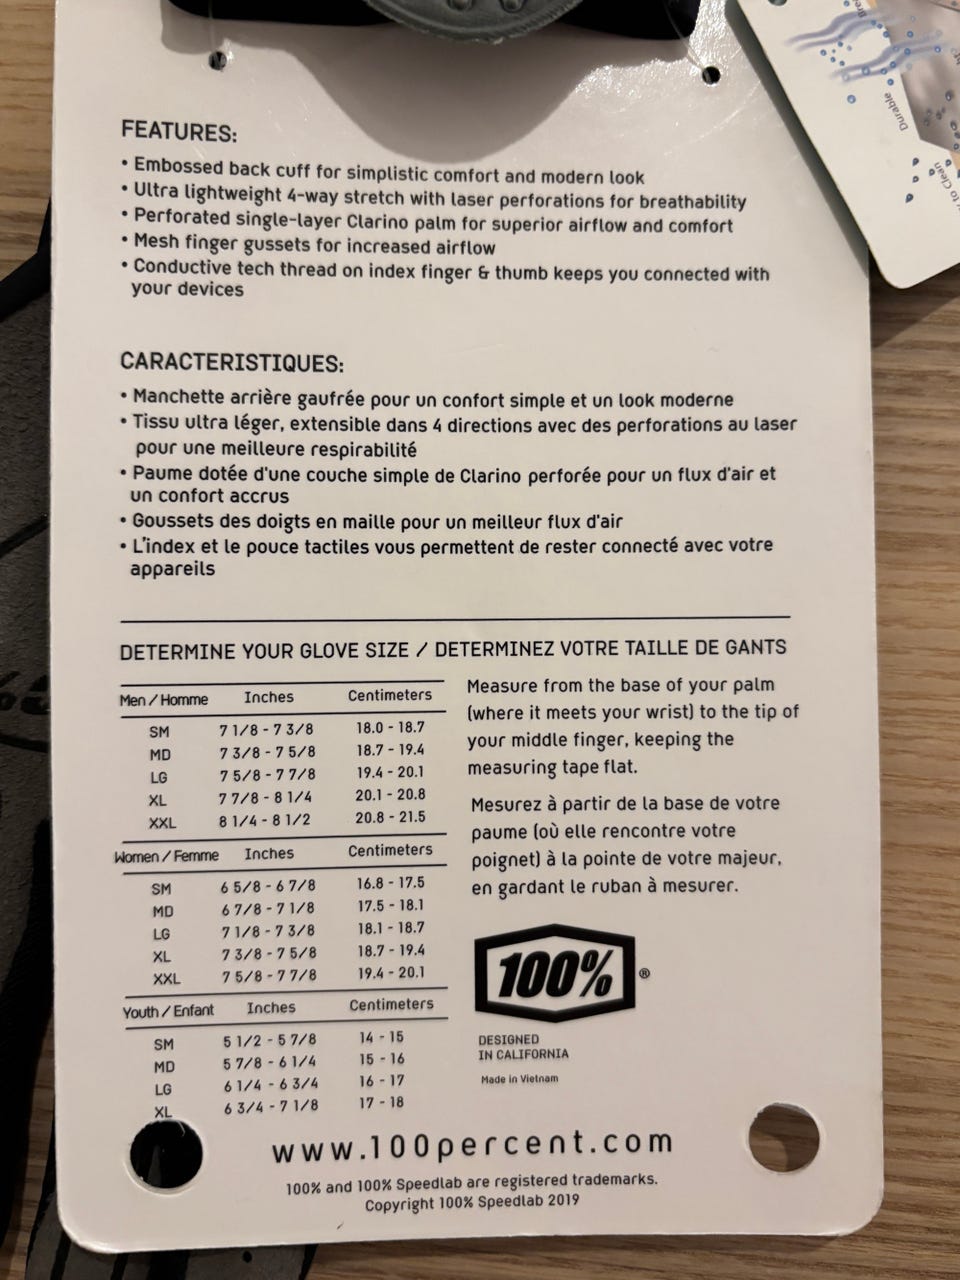 FEATURES:
• Embossed back cuff for simplistic comfort and modern look
• Ultra lightweight 4-way stretch with laser perforations for breathability
• Perforated single-layer Clarino palm for superior airflow and comfort
• Mesh finger gussets for increased airflow
• Conductive tech thread on index finger & thumb keeps you connected with
your devices
CARACTERISTIQUES:
• Manchette arrière gaufrée pour un confort simple et un look moderne
• Tissu ultra léger, extensible dans 4 directions avec des perforations au laser
pour une meilleure respirabilité
• Paume dotée d'une couche simple de Clarino perforée pour un flux d'air et
un confort accrus
• Goussets des doigts en maille pour un meilleur flux d'air
• L'index et le pouce tactiles vous permettent de rester connecté avec votre
appareils
DETERMINE YOUR GLOVE SIZE / DETERMINEZ VOTRE TAILLE DE GANTS
Men / Homme Inches Centimeters
SM 7 1/8 - 7 3/8 18.0 - 18.7
MD 7 3/8 - 7 5/8 18.7 - 19.4
LG 7 5/8 - 7 7/8 19.4 - 20.1
XL 7 7/8 - 8 1/4 20.1 - 20.8
XXL 8 1/4 - 8 1/2 20.8 - 21.5
Women / Femme Inches Centimeters
SM 6 5/8 - 6 7/8 16.8 - 17.5
MD 6 7/8 - 7 1/8 17.5 - 18.1
LG 7 1/8 - 7 3/8 18.1 - 18.7
XL 7 3/8 - 7 5/8 18.7 - 19.4
XXL 7 5/8 - 7 7/8 19.4 - 20.1
Youth / Enfant Inches Centimeters
SM 5 1/2 - 5 7/8 14 - 15
MD 5 7/8 - 6 1/4 15 - 16
LG 6 1/4 - 6 3/4 16 - 17
XL 6 3/4 - 7 1/8 17 - 18
Measure from the base of your palm
(where it meets your wrist) to the tip of
your middle finger, keeping the
measuring tape flat.
Mesurez à partir de la base de votre
paume (où elle rencontre votre
poignet) à la pointe de votre majeur,
en gardant le ruban à mesurer.
100% ®
DESIGNED
IN CALIFORNIA
Made in Vietnam
www.100percent.com
100% and 100% Speedlab are registered trademarks.
Copyright 100% Speedlab 2019
Durable
to Clean